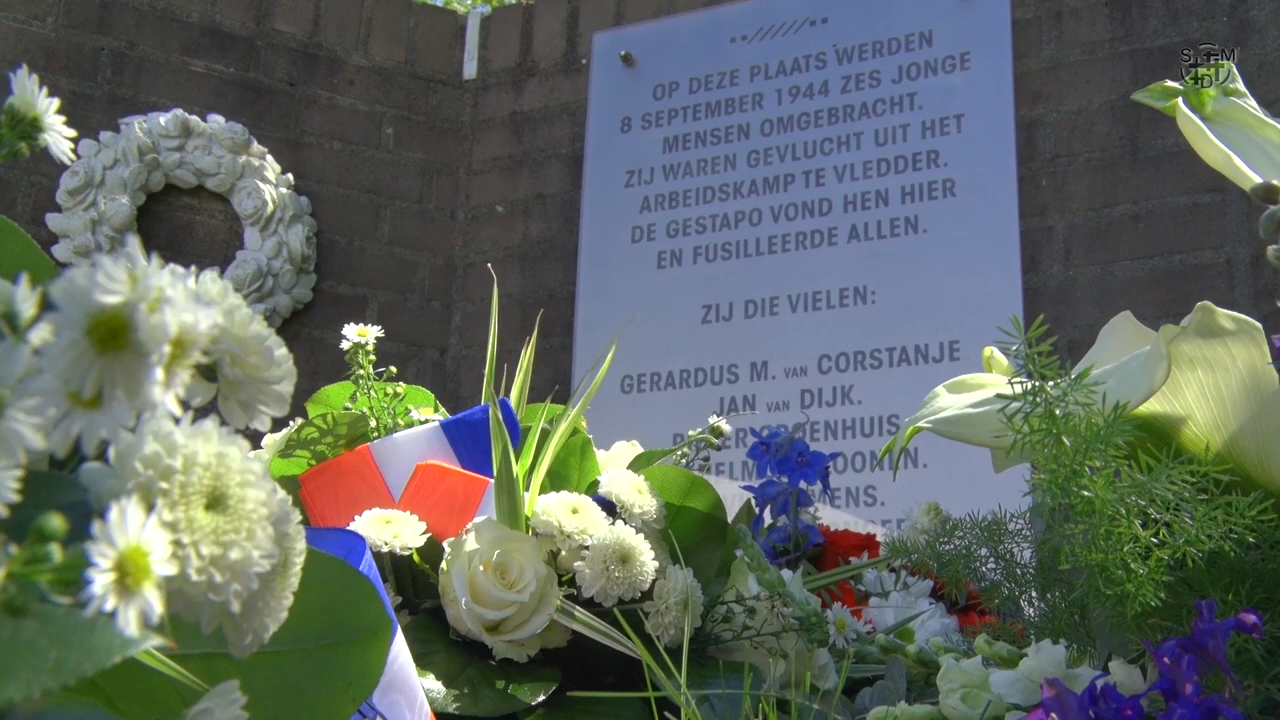 OP DEZE PLAATS WERDEN
8 SEPTEMBER 1944 ZES JONGE
MENSEN OMGEBRACHT.
ZIJ WAREN GEVLUCHT UIT HET
ARBEIDSKAMP TE VLEDDER.
DE GESTAPO VOND HEN HIER
EN FUSILLEERDE ALLEN.
ZIJ DIE VIELEN:
GERARDUS M. VAN CORSTANJE
JAN VAN DIJK.
S M D